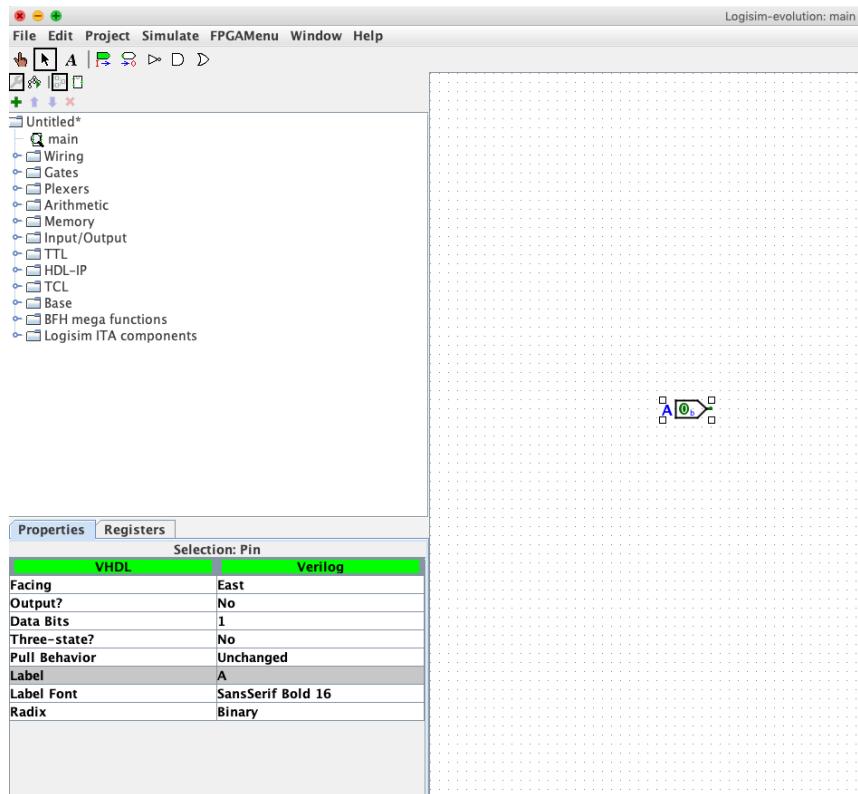 Logisim-evolution: main
File Edit Project Simulate FPGAMenu Window Help
A
Untitled*
main
Wiring
Gates
Plexers
Arithmetic
Memory
Input/Output
TTL
HDL-IP
TCL
Base
BFH mega functions
Logisim ITA components
A 0b
Properties Registers
Selection: Pin
VHDL Verilog
Facing East
Output? No
Data Bits 1
Three-state? No
Pull Behavior Unchanged
Label A
Label Font SansSerif Bold 16
Radix Binary